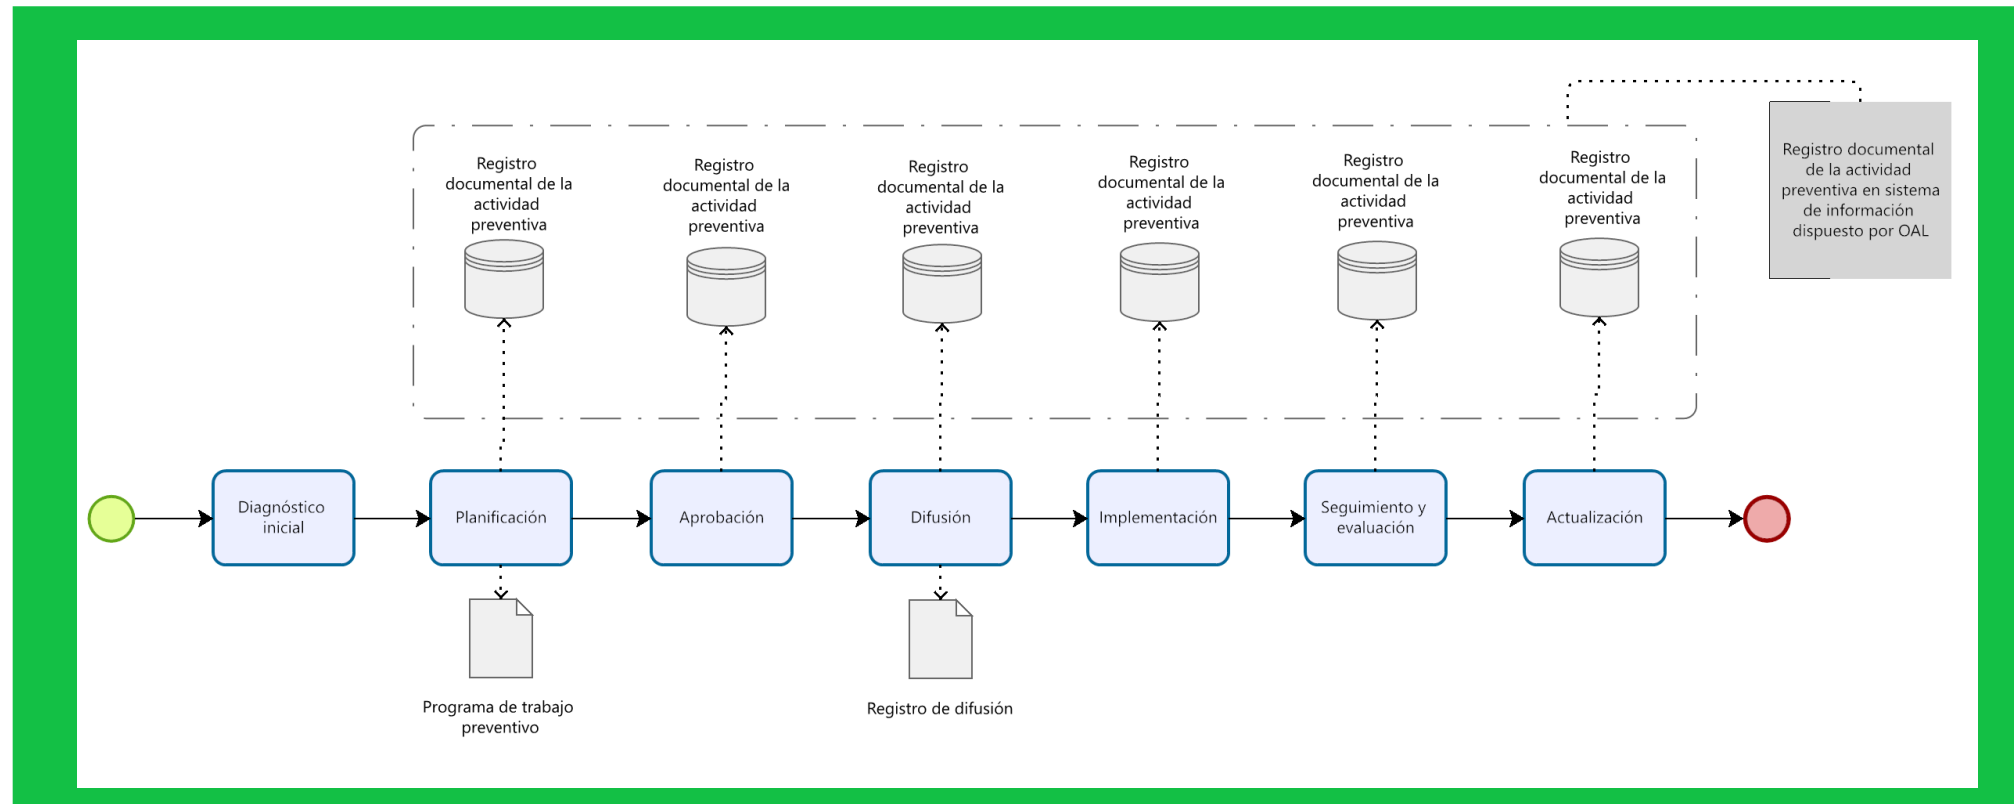 Registro
documental de la
actividad
preventiva
Registro
documental de la
actividad
preventiva
Registro
documental de la
actividad
preventiva
Registro
documental de la
actividad
preventiva
Registro
documental de la
actividad
preventiva
Registro
documental de la
actividad
preventiva
Registro documental
de la actividad
preventiva en sistema
de información
dispuesto por OAL
Diagnóstico
inicial
Planificación
Aprobación
Difusión
Implementación
Seguimiento y
evaluación
Actualización
Programa de trabajo
preventivo
Registro de difusión